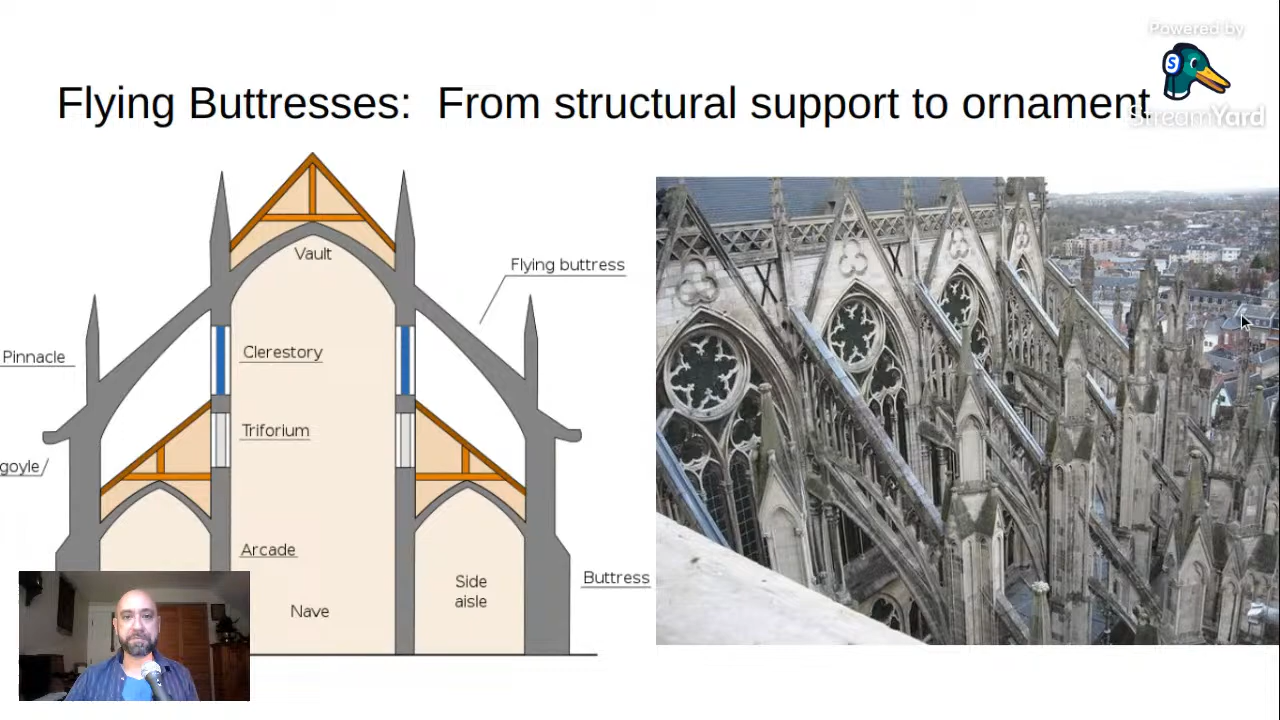 Powered by
S
StreamYard
Flying Buttresses: From structural support to ornament
Vault
Flying buttress
Clerestory
Pinnacle
Triforium
goyle
Arcade
Side
aisle
Buttress
Nave